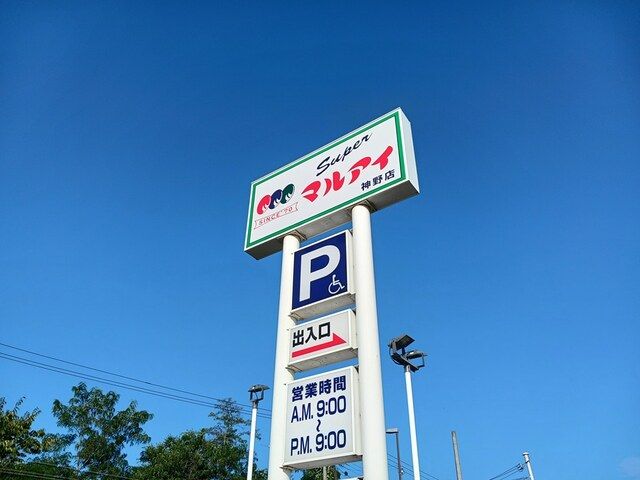 Super
マルアイ
SINCE '70
神野店
P
出入口
営業時間
A.M. 9:00
〜
P.M. 9:00